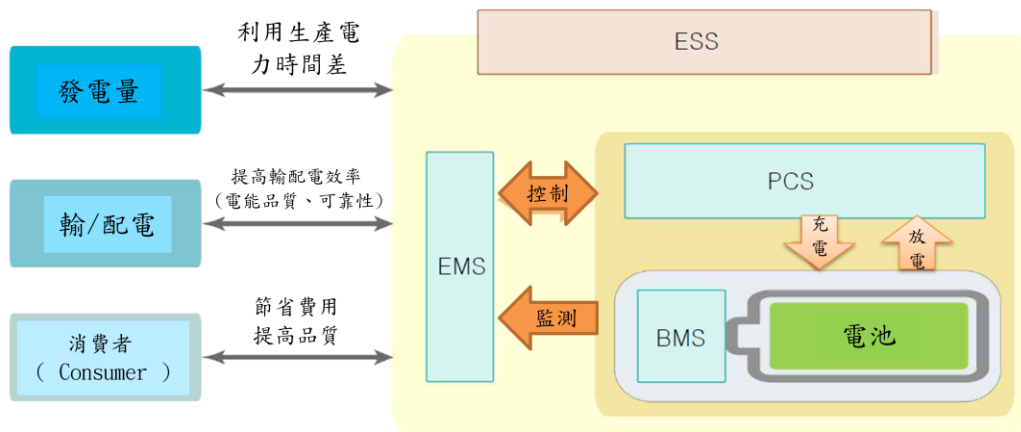 ESS
發電量
利用生產電
力時間差
輸/配電
提高輸配電效率
（電能品質、可靠性）
消費者
( Consumer )
節省費用
提高品質
EMS
控制
監測
PCS
充
電
放
電
BMS
電池